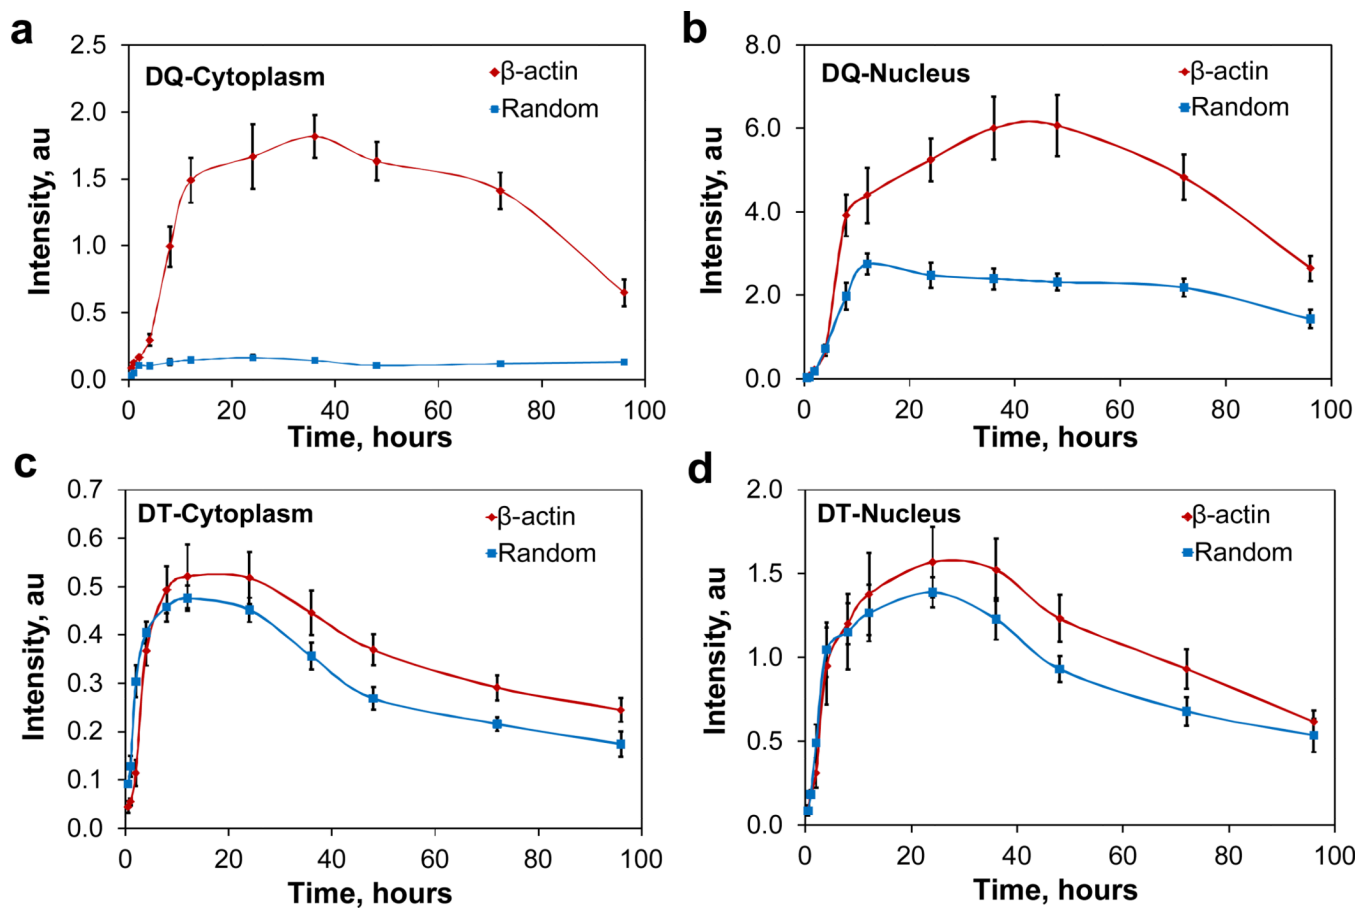 a
DQ-Cytoplasm
β-actin
Random
Intensity, au
2.5
2.0
1.5
1.0
0.5
0.0
0 20 40 60 80 100
Time, hours
b
DQ-Nucleus
β-actin
Random
Intensity, au
8.0
6.0
4.0
2.0
0.0
0 20 40 60 80 100
Time, hours
c
DT-Cytoplasm
β-actin
Random
Intensity, au
0.7
0.6
0.5
0.4
0.3
0.2
0.1
0.0
0 20 40 60 80 100
Time, hours
d
DT-Nucleus
β-actin
Random
Intensity, au
2.0
1.5
1.0
0.5
0.0
0 20 40 60 80 100
Time, hours